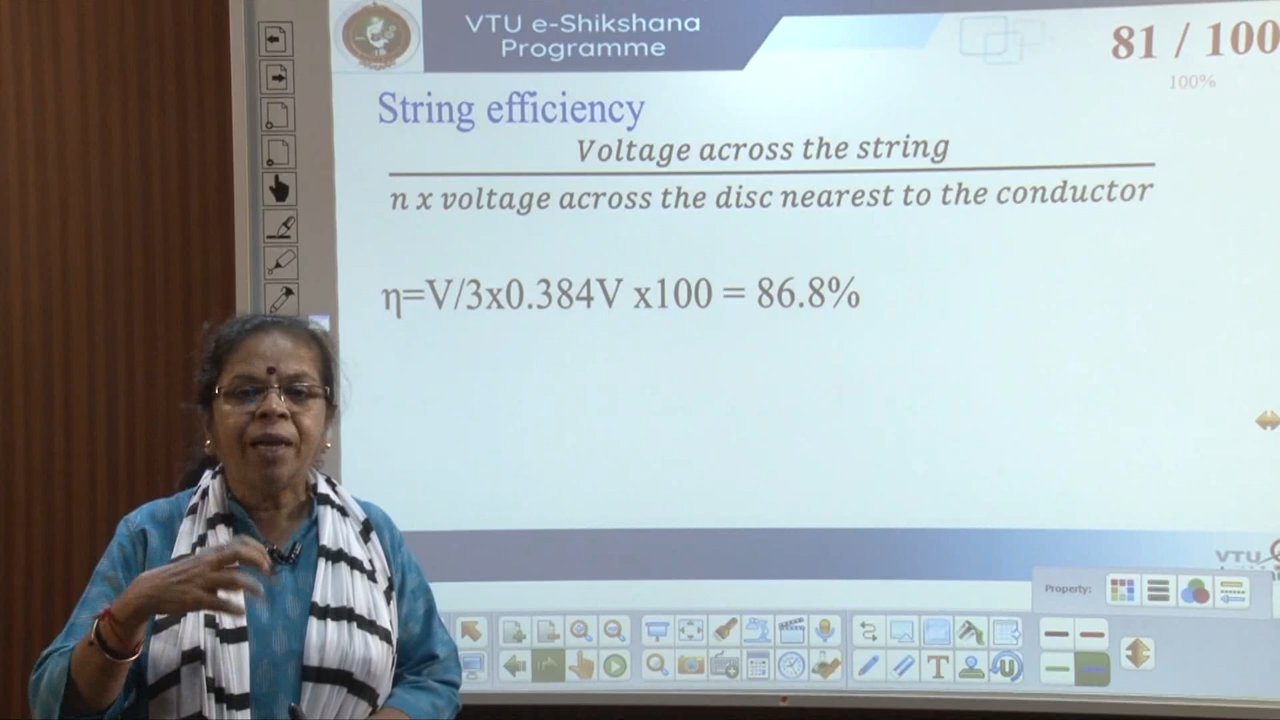 VTU e-Shikshana
Programme
81 / 100
100%
String efficiency
Voltage across the string
n x voltage across the disc nearest to the conductor
η=V/3x0.384V x100 = 86.8%
VTU
Property: